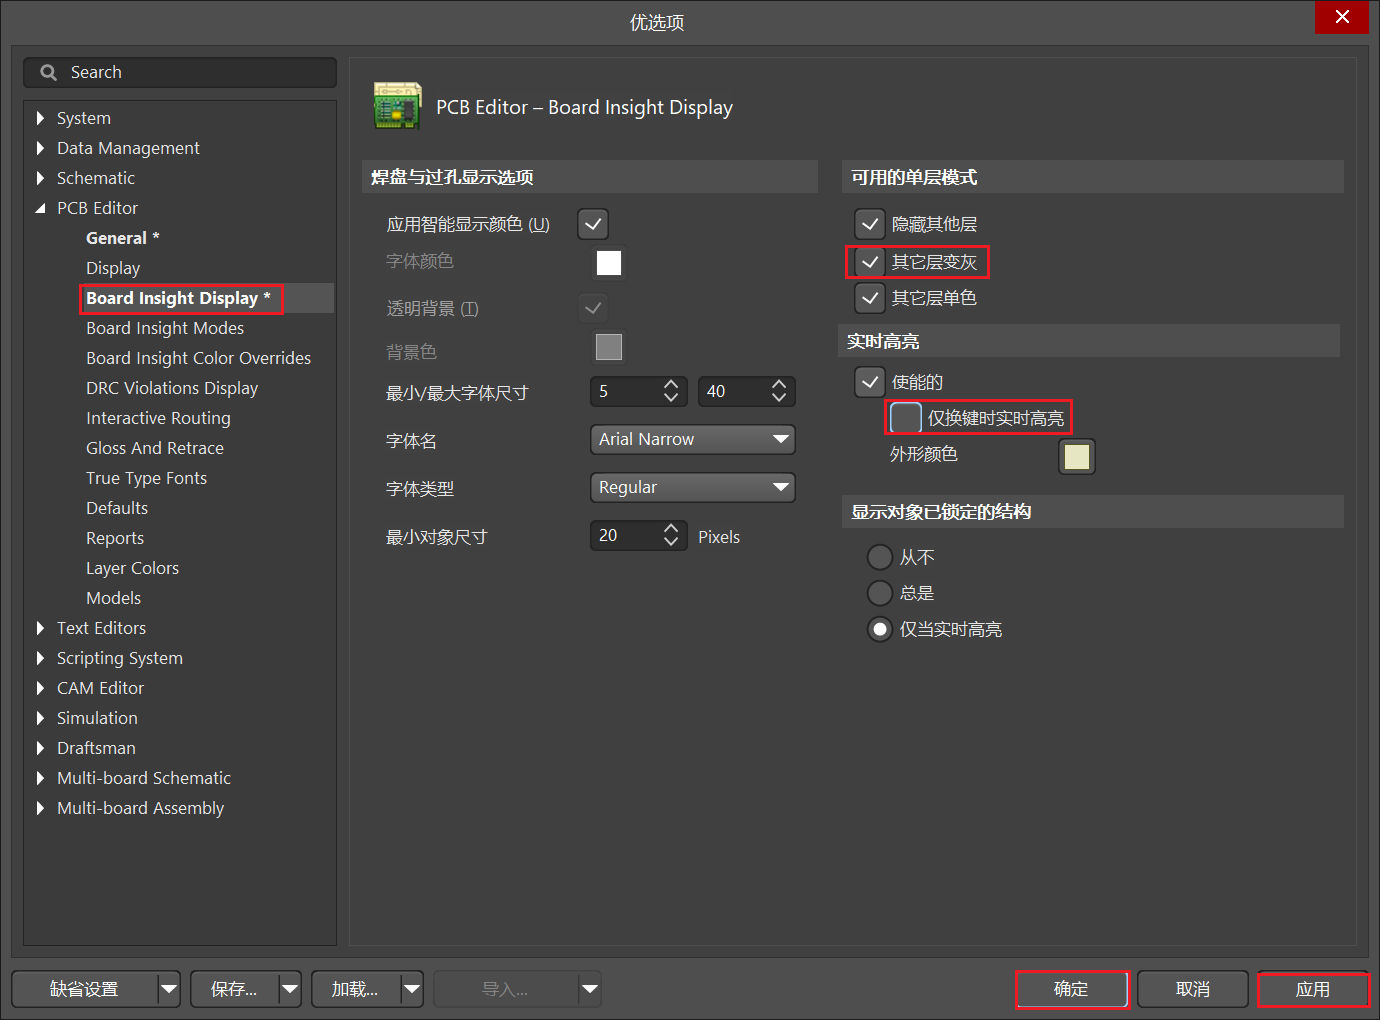 优选项
Search
System
Data Management
Schematic
PCB Editor
General *
Display
Board Insight Display *
Board Insight Modes
Board Insight Color Overrides
DRC Violations Display
Interactive Routing
Gloss And Retrace
True Type Fonts
Defaults
Reports
Layer Colors
Models
Text Editors
Scripting System
CAM Editor
Simulation
Draftsman
Multi-board Schematic
Multi-board Assembly
PCB Editor – Board Insight Display
焊盘与过孔显示选项
应用智能显示颜色 (U)
字体颜色
透明背景 (T)
背景色
最小/最大字体尺寸 5 40
字体名 Arial Narrow
字体类型 Regular
最小对象尺寸 20 Pixels
可用的单层模式
隐藏其他层
其它层变灰
其它层单色
实时高亮
使能的
仅换键时实时高亮
外形颜色
显示对象已锁定的结构
从不
总是
仅当实时高亮
缺省设置 保存... 加载... 导入... 确定 取消 应用